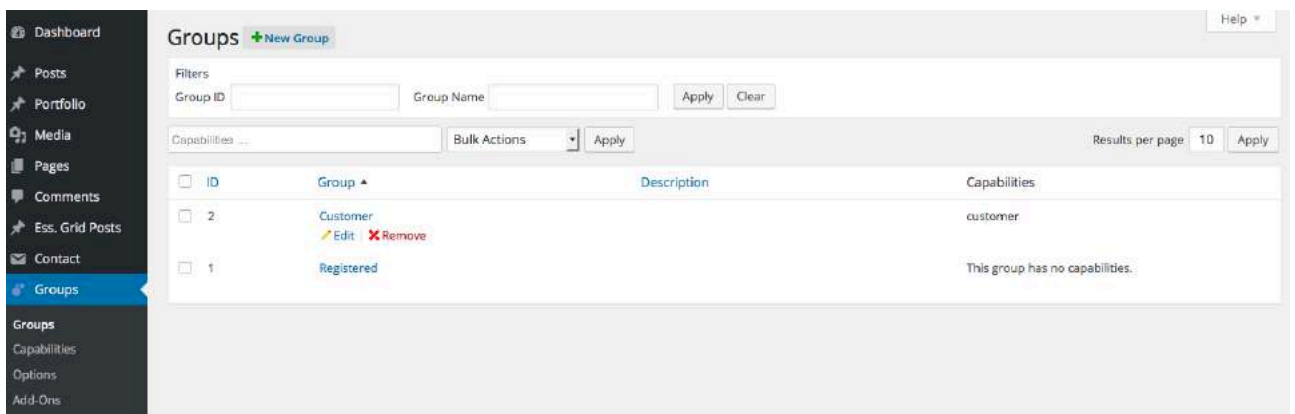 Dashboard
Posts
Portfolio
Media
Pages
Comments
Ess. Grid Posts
Contact
Groups
Groups
Capabilities
Options
Add-Ons
Help
Groups New Group
Filters
Group ID Group Name Apply Clear
Capabilities ... Bulk Actions Apply Results per page 10 Apply
ID Group Description Capabilities
2 Customer customer
Edit | Remove
1 Registered This group has no capabilities.